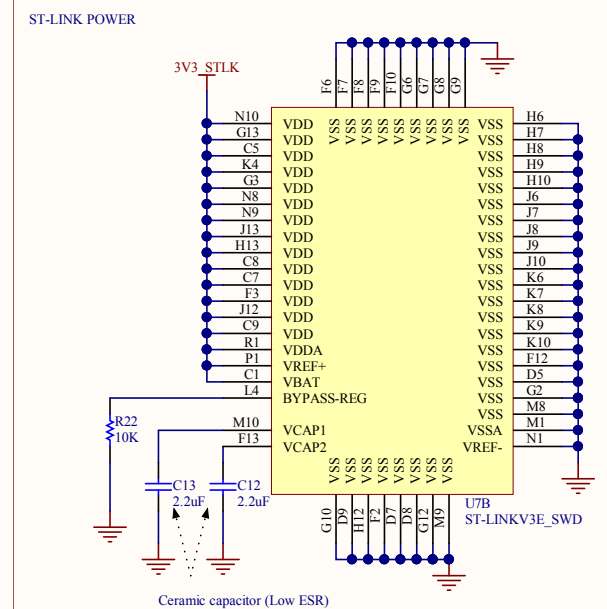 ST-LINK POWER
3V3_STLK
F6 F7 F8 F9 F10 G6 G7 G8 G9
VSS VSS VSS VSS VSS VSS VSS VSS VSS
N10 VDD VSS H6
G13 VDD VSS H7
C5 VDD VSS H8
K4 VDD VSS H9
G3 VDD VSS H10
N8 VDD VSS J6
N9 VDD VSS J7
J13 VDD VSS J8
H13 VDD VSS J9
C8 VDD VSS J10
C7 VDD VSS K6
F3 VDD VSS K7
J12 VDD VSS K8
C9 VDD VSS K9
R1 VDDA VSS K10
P1 VREF+ VSS F12
C1 VBAT VSS D5
L4 BYPASS-REG VSS G2
VSS M8
R22 M10 VCAP1 VSSA M1
10K F13 VCAP2 VREF- N1
VSS VSS VSS VSS VSS VSS VSS VSS
C13 C12
2.2uF 2.2uF
G10 D9 H12 F2 D7 D8 G12 M9
U7B
ST-LINKV3E_SWD
Ceramic capacitor (Low ESR)